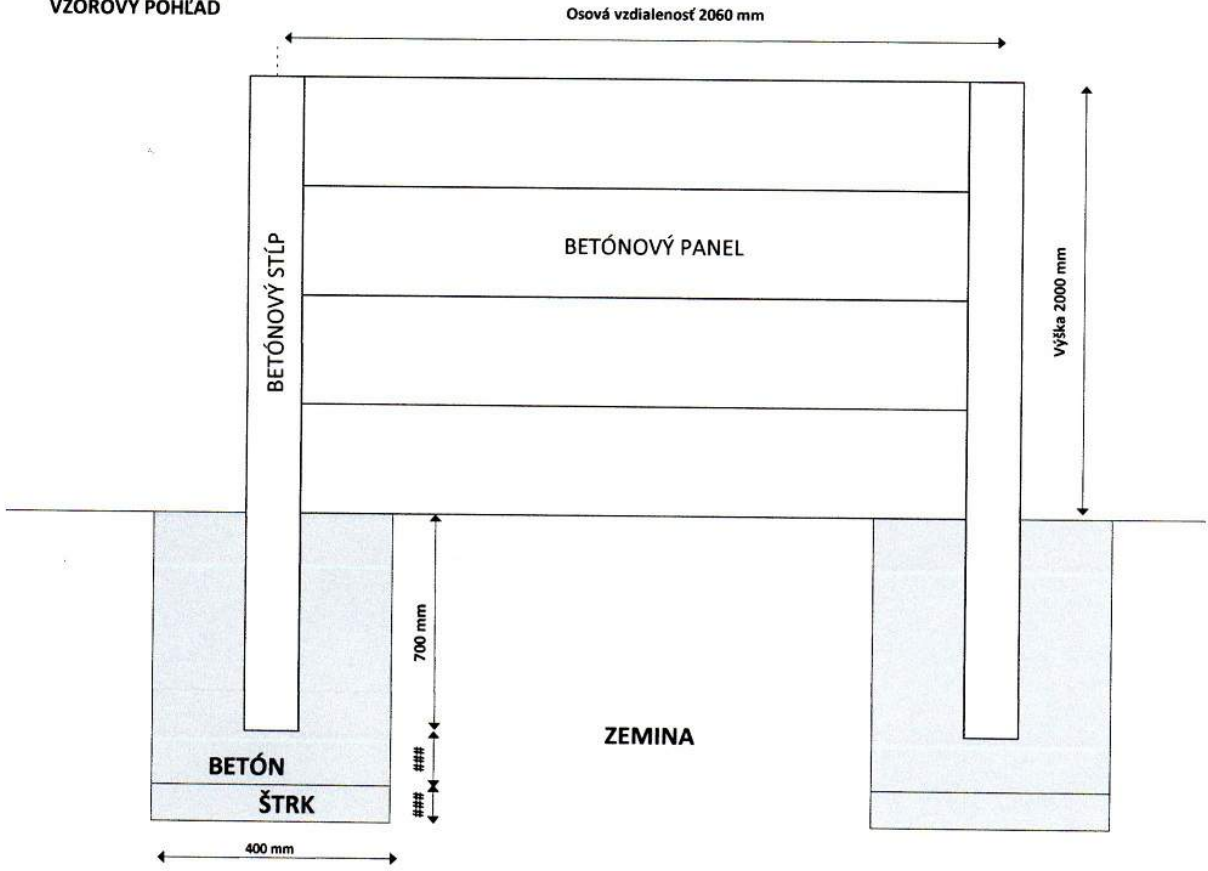 VZOROVÝ POHĽAD
Osová vzdialenosť 2060 mm
BETÓNOVÝ STĹP
BETÓNOVÝ PANEL
Výška 2000 mm
700 mm
ZEMINA
BETÓN
###
ŠTRK
###
400 mm